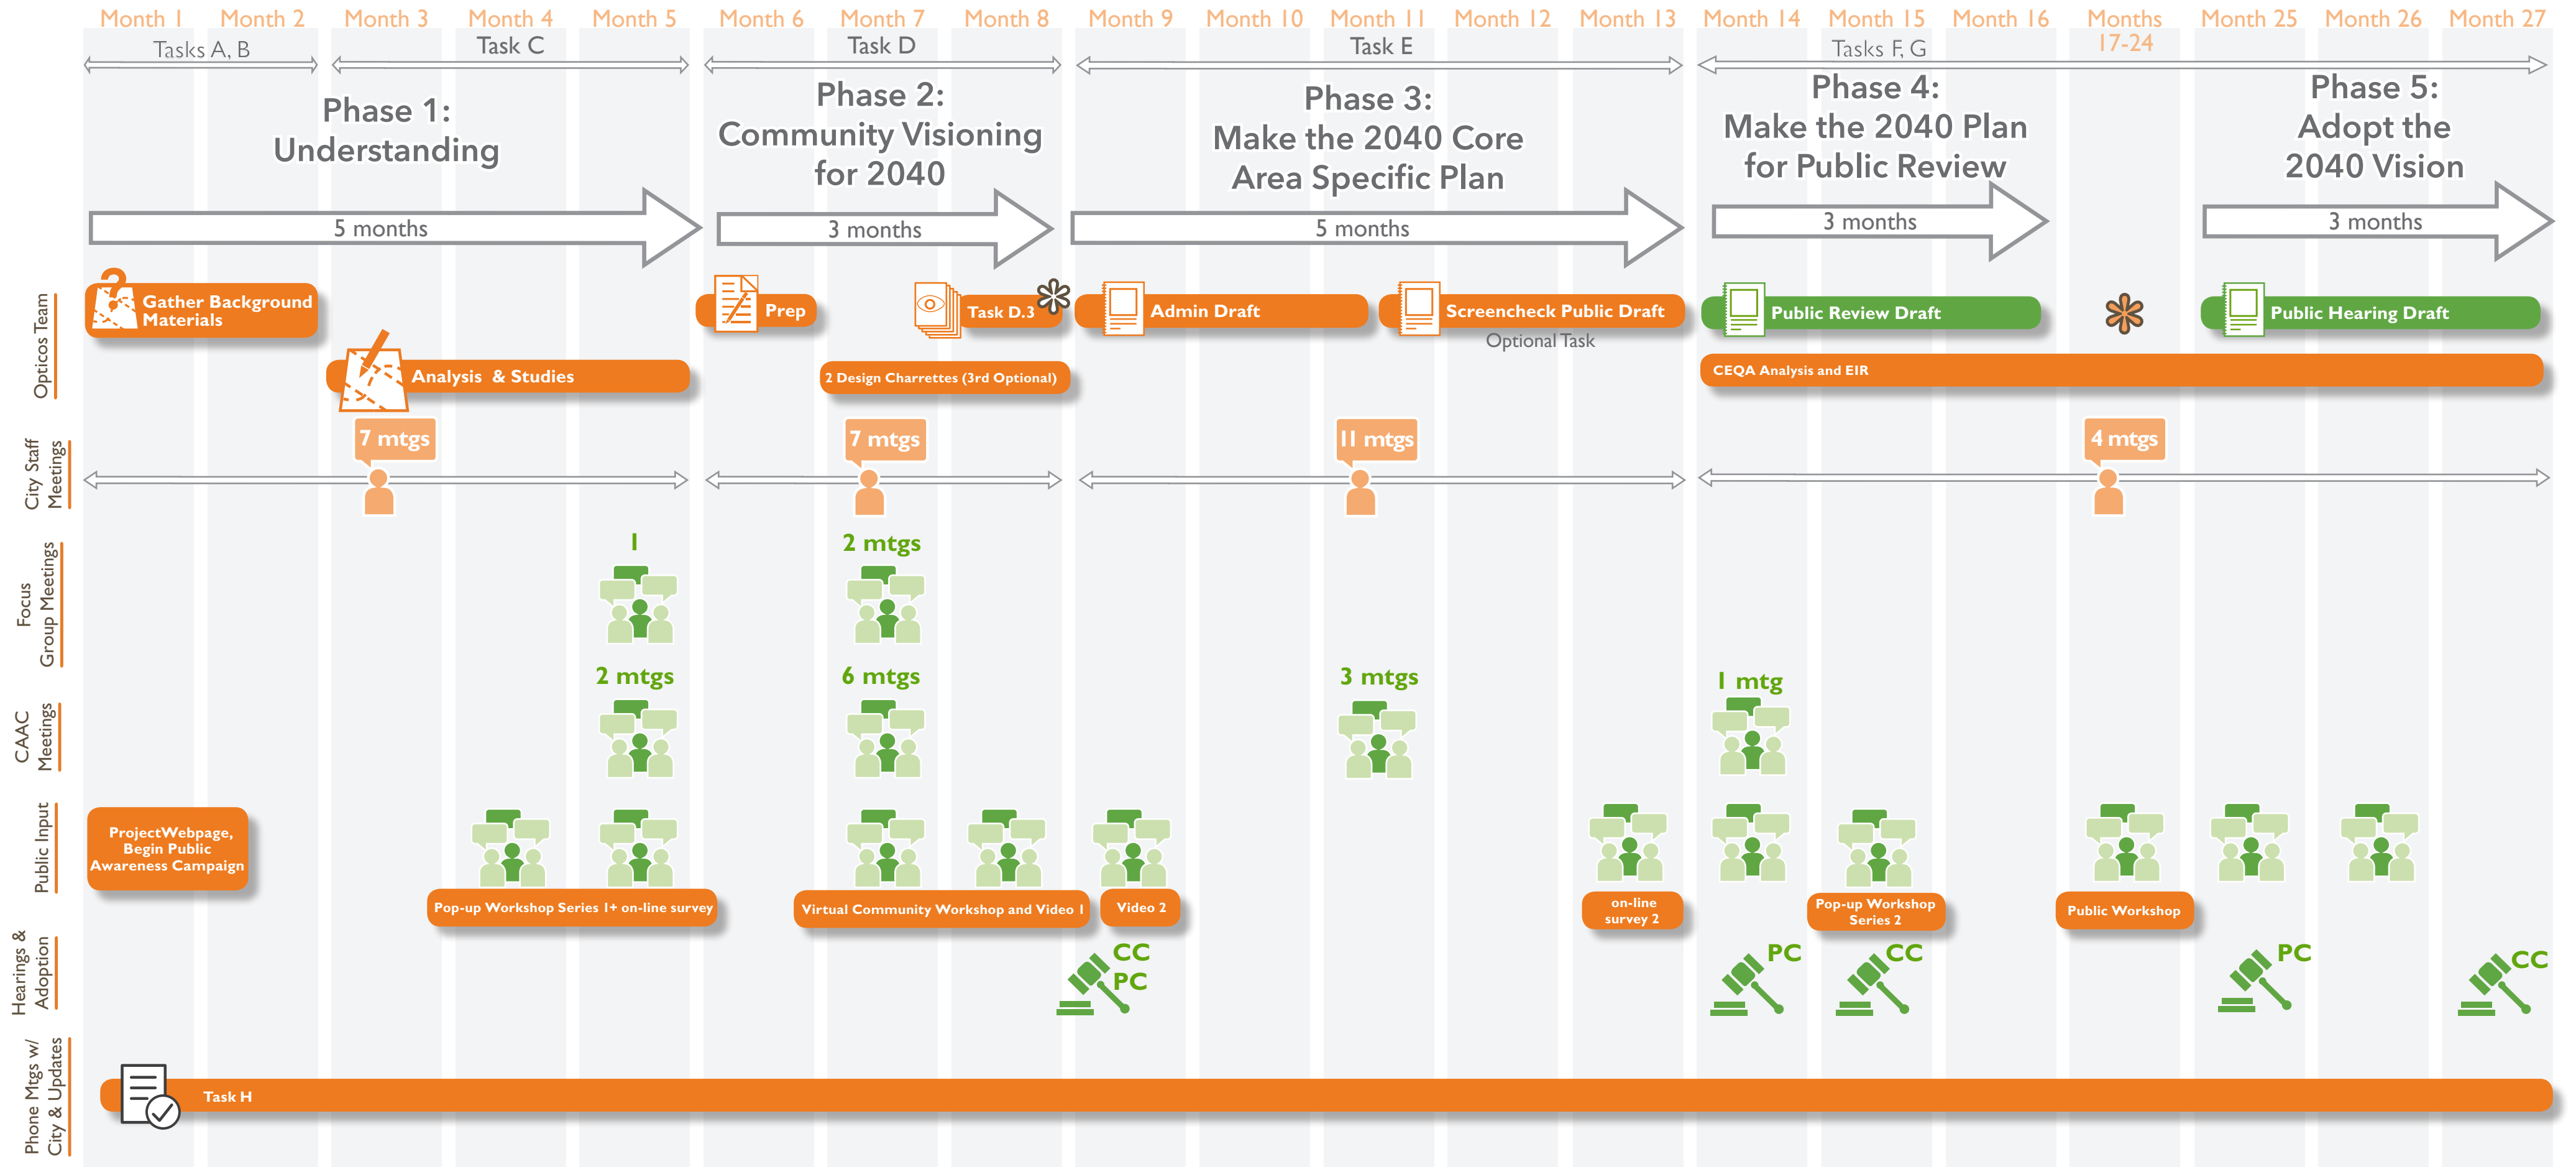 Month 1
Month 2
Month 3
Month 4
Month 5
Month 6
Month 7
Month 8
Month 9
Month 10
Month 11
Month 12
Month 13
Month 14
Month 15
Month 16
Months
17-24
Month 25
Month 26
Month 27
Tasks A, B
Task C
Task D
Task E
Tasks F, G
Phase 1:
Understanding
Phase 2:
Community Visioning
for 2040
Phase 3:
Make the 2040 Core
Area Specific Plan
Phase 4:
Make the 2040 Plan
for Public Review
Phase 5:
Adopt the
2040 Vision
5 months
3 months
5 months
3 months
3 months
Opticos Team
Gather Background
Materials
Prep
Task D.3
Admin Draft
Screencheck Public Draft
Optional Task
Public Review Draft
Public Hearing Draft
Analysis & Studies
2 Design Charrettes (3rd Optional)
CEQA Analysis and EIR
City Staff
Meetings
7 mtgs
7 mtgs
11 mtgs
4 mtgs
Focus
Group Meetings
1
2 mtgs
CAAC
Meetings
2 mtgs
6 mtgs
3 mtgs
1 mtg
Public Input
ProjectWebpage,
Begin Public
Awareness Campaign
Pop-up Workshop Series 1+ on-line survey
Virtual Community Workshop and Video 1
Video 2
on-line
survey 2
Pop-up Workshop
Series 2
Public Workshop
Hearings &
Adoption
CC
PC
PC
CC
PC
CC
Phone Mtgs w/
City & Updates
Task H